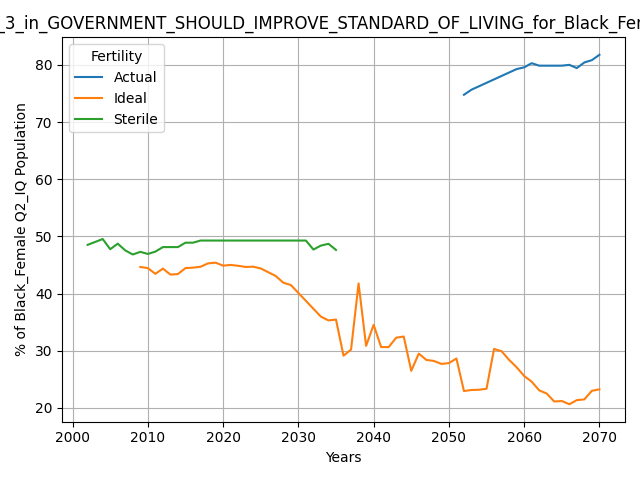 _3_in_GOVERNMENT_SHOULD_IMPROVE_STANDARD_OF_LIVING_for_Black_Fem
Fertility
Actual
Ideal
Sterile
% of Black_Female Q2_IQ Population
80
70
60
50
40
30
20
2000 2010 2020 2030 2040 2050 2060 2070
Years